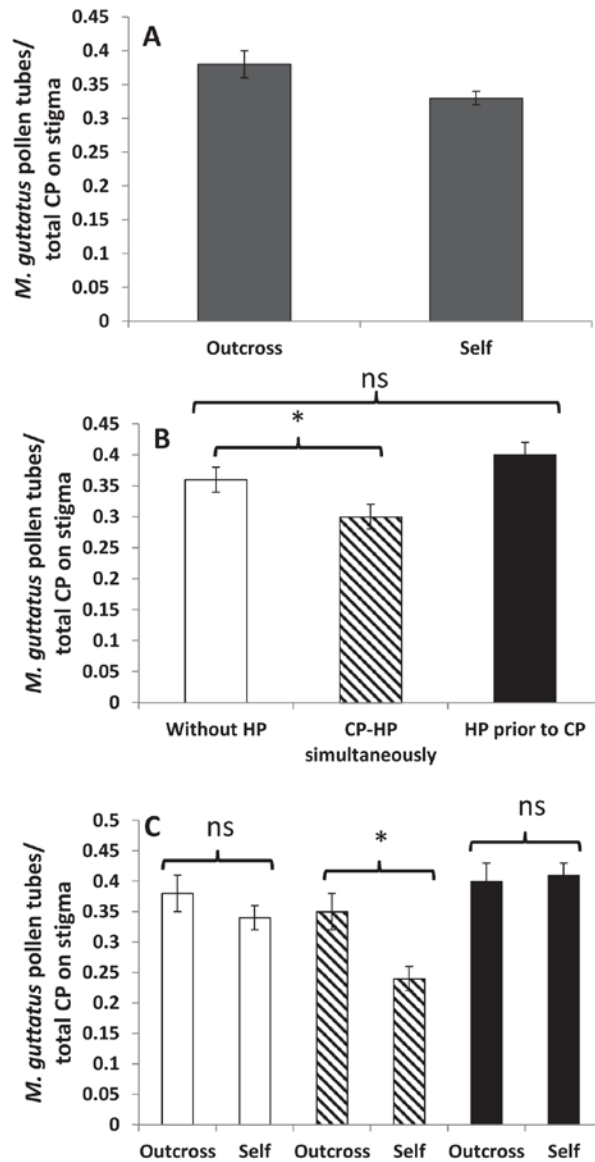 A
M. guttatus pollen tubes/
total CP on stigma
0.45
0.4
0.35
0.3
0.25
0.2
0.15
0.1
0.05
0
Outcross Self
ns
*
B
M. guttatus pollen tubes/
total CP on stigma
0.45
0.4
0.35
0.3
0.25
0.2
0.15
0.1
0.05
0
Without HP CP-HP simultaneously HP prior to CP
C
ns * ns
M. guttatus pollen tubes/
total CP on stigma
0.5
0.45
0.4
0.35
0.3
0.25
0.2
0.15
0.1
0.05
0
Outcross Self Outcross Self Outcross Self